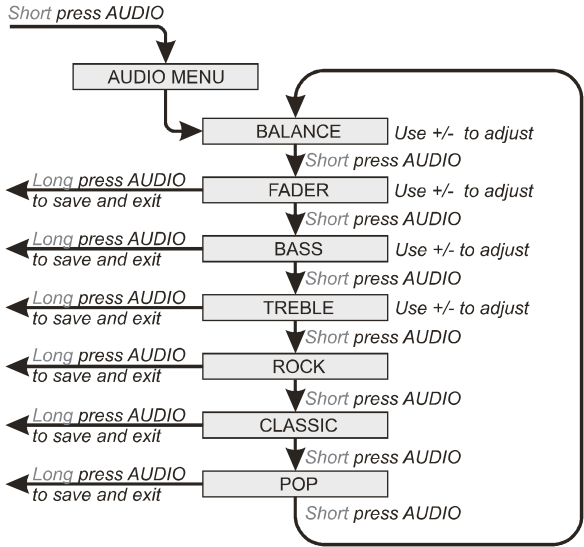 Short press AUDIO
AUDIO MENU
BALANCE
Use +/- to adjust
Short press AUDIO
Long press AUDIO
to save and exit
FADER
Use +/- to adjust
Short press AUDIO
Long press AUDIO
to save and exit
BASS
Use +/- to adjust
Short press AUDIO
Long press AUDIO
to save and exit
TREBLE
Use +/- to adjust
Short press AUDIO
Long press AUDIO
to save and exit
ROCK
Short press AUDIO
Long press AUDIO
to save and exit
CLASSIC
Short press AUDIO
Long press AUDIO
to save and exit
POP
Short press AUDIO